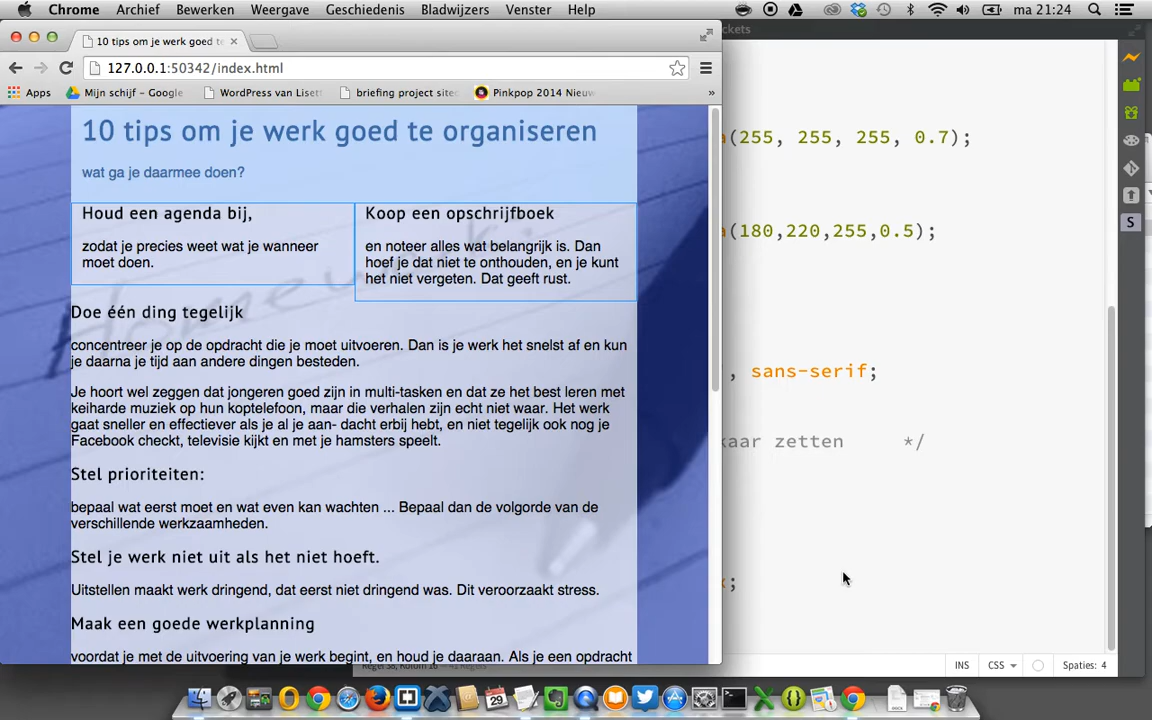 Chrome Archief Bewerken Weergave Geschiedenis Bladwijzers Venster Help ma 21:24
10 tips om je werk goed te
127.0.0.1:50342/index.html
Apps Mijn schijf - Google WordPress van Liset briefing project site Pinkpop 2014 Nieuw »
10 tips om je werk goed te organiseren
wat ga je daarmee doen?
Houd een agenda bij,
zodat je precies weet wat je wanneer
moet doen.
Koop een opschrijfboek
en noteer alles wat belangrijk is. Dan
hoef je dat niet te onthouden, en je kunt
het niet vergeten. Dat geeft rust.
Doe één ding tegelijk
concentreer je op de opdracht die je moet uitvoeren. Dan is je werk het snelst af en kun
je daarna je tijd aan andere dingen besteden.
Je hoort wel zeggen dat jongeren goed zijn in multi-tasken en dat ze het best leren met
keiharde muziek op hun koptelefoon, maar die verhalen zijn echt niet waar. Het werk
gaat sneller en effectiever als je al je aan- dacht erbij hebt, en niet tegelijk ook nog je
Facebook checkt, televisie kijkt en met je hamsters speelt.
Stel prioriteiten:
bepaal wat eerst moet en wat even kan wachten ... Bepaal dan de volgorde van de
verschillende werkzaamheden.
Stel je werk niet uit als het niet hoeft.
Uitstellen maakt werk dringend, dat eerst niet dringend was. Dit veroorzaakt stress.
Maak een goede werkplanning
voordat je met de uitvoering van je werk begint, en houd je daaraan. Als je een opdracht
ckets
a(255, 255, 255, 0.7);
a(180,220,255,0.5);
, sans-serif;
kaar zetten */
x;
INS CSS Spaties: 4